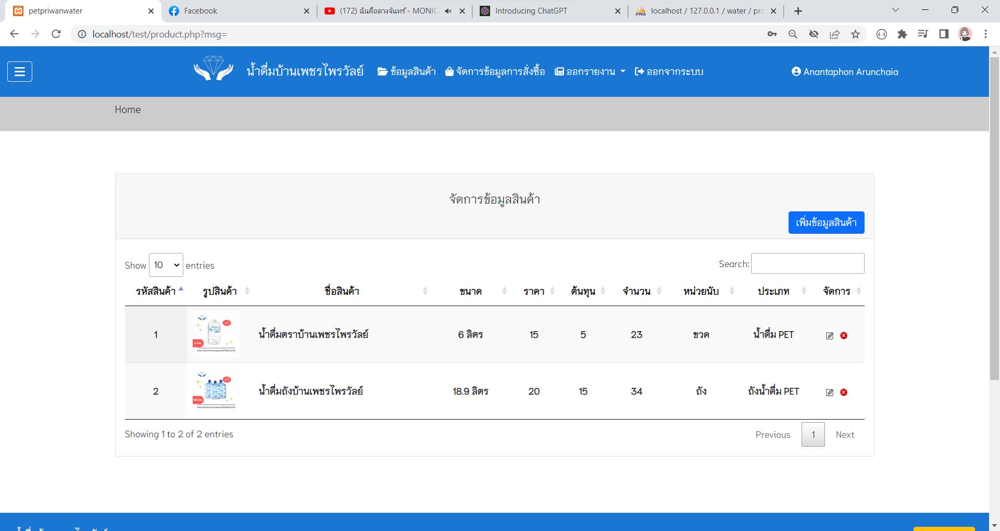 petpriwanwater
Facebook
(172) ฉันคือดวงจันทร์ - MONIC
Introducing ChatGPT
localhost / 127.0.0.1 / water / pro
localhost/test/product.php?msg=
น้ำดื่มบ้านเพชรไพรวัลย์
ข้อมูลสินค้า
จัดการข้อมูลการสั่งซื้อ
ออกรายงาน
ออกจากระบบ
Anantaphon Arunchaia
Home
จัดการข้อมูลสินค้า
เพิ่มข้อมูลสินค้า
Show 10 entries
Search:
รหัสสินค้า รูปสินค้า ชื่อสินค้า ขนาด ราคา ต้นทุน จำนวน หน่วยนับ ประเภท จัดการ
1 x1 น้ำดื่มตราบ้านเพชรไพรวัลย์ 6 ลิตร 15 5 23 ขวด น้ำดื่ม PET
6 ลิตร
2 x1 น้ำดื่มถังบ้านเพชรไพรวัลย์ 18.9 ลิตร 20 15 34 ถัง ถังน้ำดื่ม PET
18.9 ลิตร
Showing 1 to 2 of 2 entries
Previous 1 Next